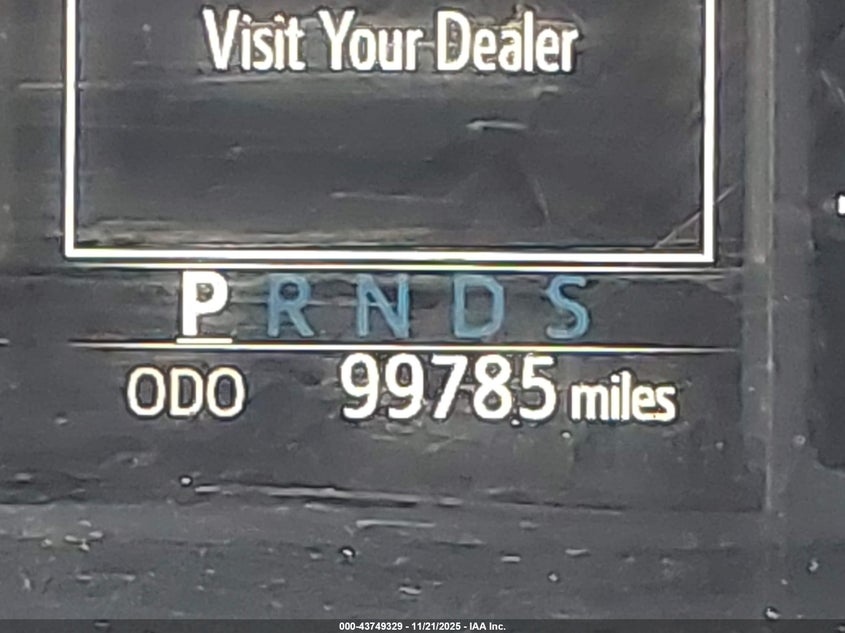 Visit Your Dealer
P R N D S
ODO 99785 miles
000-43749329 - 11/21/2025 - IAA Inc.